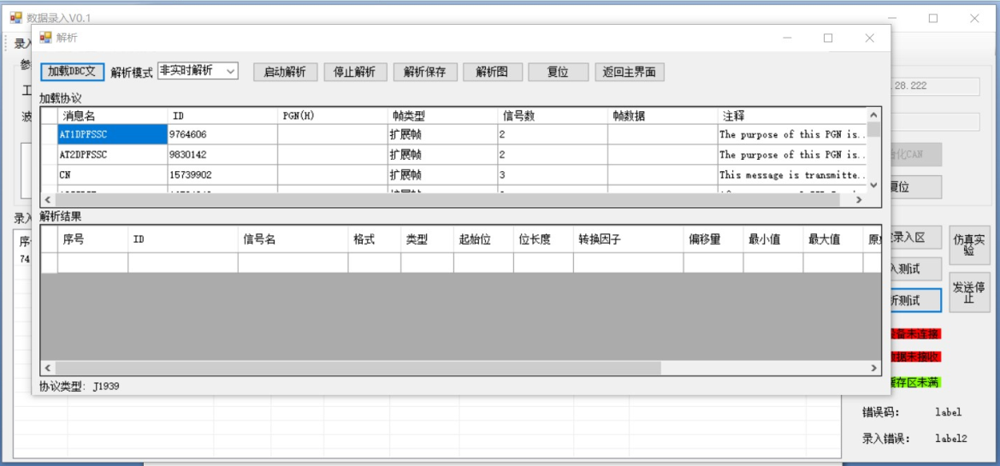 数据录入V0.1
解析
加载DBC文 解析模式 非实时解析 启动解析 停止解析 解析保存 解析图 复位 返回主界面
28.222
加载协议
消息名 ID PGN(H) 帧类型 信号数 帧数据 注释
AT1DPFSSC 9764606 扩展帧 2 The purpose of this PGN is..
AT2DPFSSC 9830142 扩展帧 2 The purpose of this PGN is..
CN 15739902 扩展帧 3 This message is transmitte..
化CAN
复位
解析结果
序号 ID 信号名 格式 类型 起始位 位长度 转换因子 偏移量 最小值 最大值
录入区
仿真实
验
入测试
74
发送停
止
析测试
设备未连接
数据未接收
缓存区未满
协议类型: J1939
错误码: label
录入错误: label2